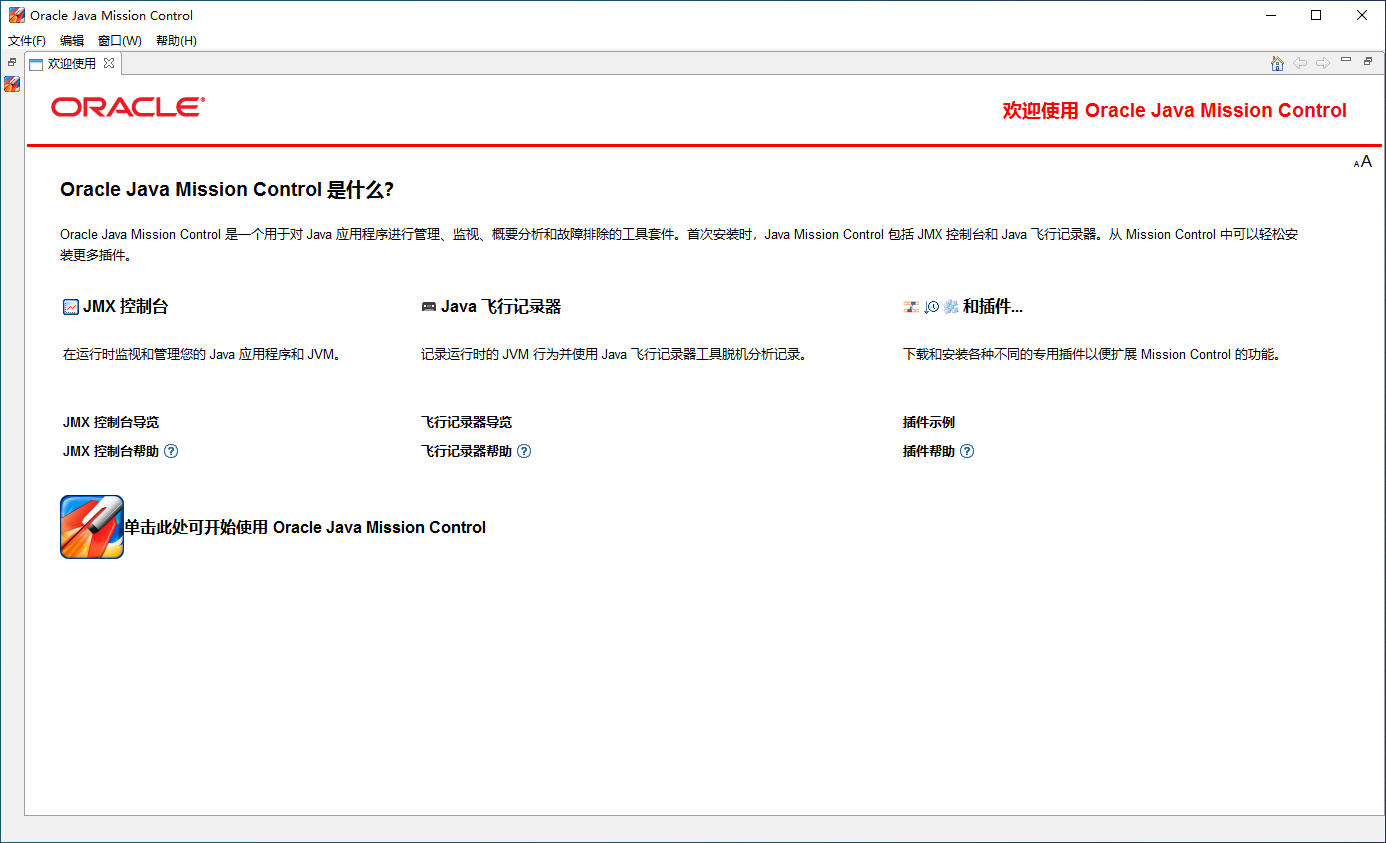 Oracle Java Mission Control
文件(F) 编辑 窗口(W) 帮助(H)
欢迎使用
ORACLE®
欢迎使用 Oracle Java Mission Control
AA
Oracle Java Mission Control 是什么?
Oracle Java Mission Control 是一个用于对 Java 应用程序进行管理、监视、概要分析和故障排除的工具套件。首次安装时，Java Mission Control 包括 JMX 控制台和 Java 飞行记录器。从 Mission Control 中可以轻松安
装更多插件。
JMX 控制台
Java 飞行记录器
和插件...
在运行时监视和管理您的 Java 应用程序和 JVM。
记录运行时的 JVM 行为并使用 Java 飞行记录器工具脱机分析记录。
下载和安装各种不同的专用插件以便扩展 Mission Control 的功能。
JMX 控制台导览
飞行记录器导览
插件示例
JMX 控制台帮助 ?
飞行记录器帮助 ?
插件帮助 ?
单击此处可开始使用 Oracle Java Mission Control